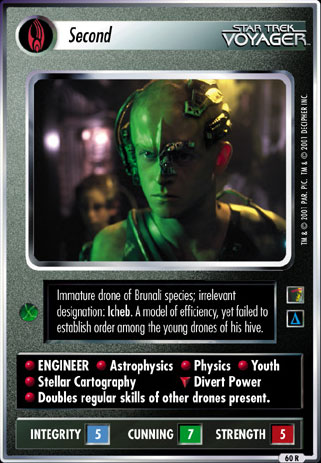 Second
STAR TREK
VOYAGER™
TM & © 2001 PAR. PIC. TM & © 2001 DECIPHER INC.
Immature drone of Brunali species; irrelevant
designation: Icheb. A model of efficiency, yet failed to
establish order among the young drones of his hive.
ENGINEER Astrophysics Physics Youth
Stellar Cartography Divert Power
Doubles regular skills of other drones present.
INTEGRITY 5 CUNNING 7 STRENGTH 5
60 R